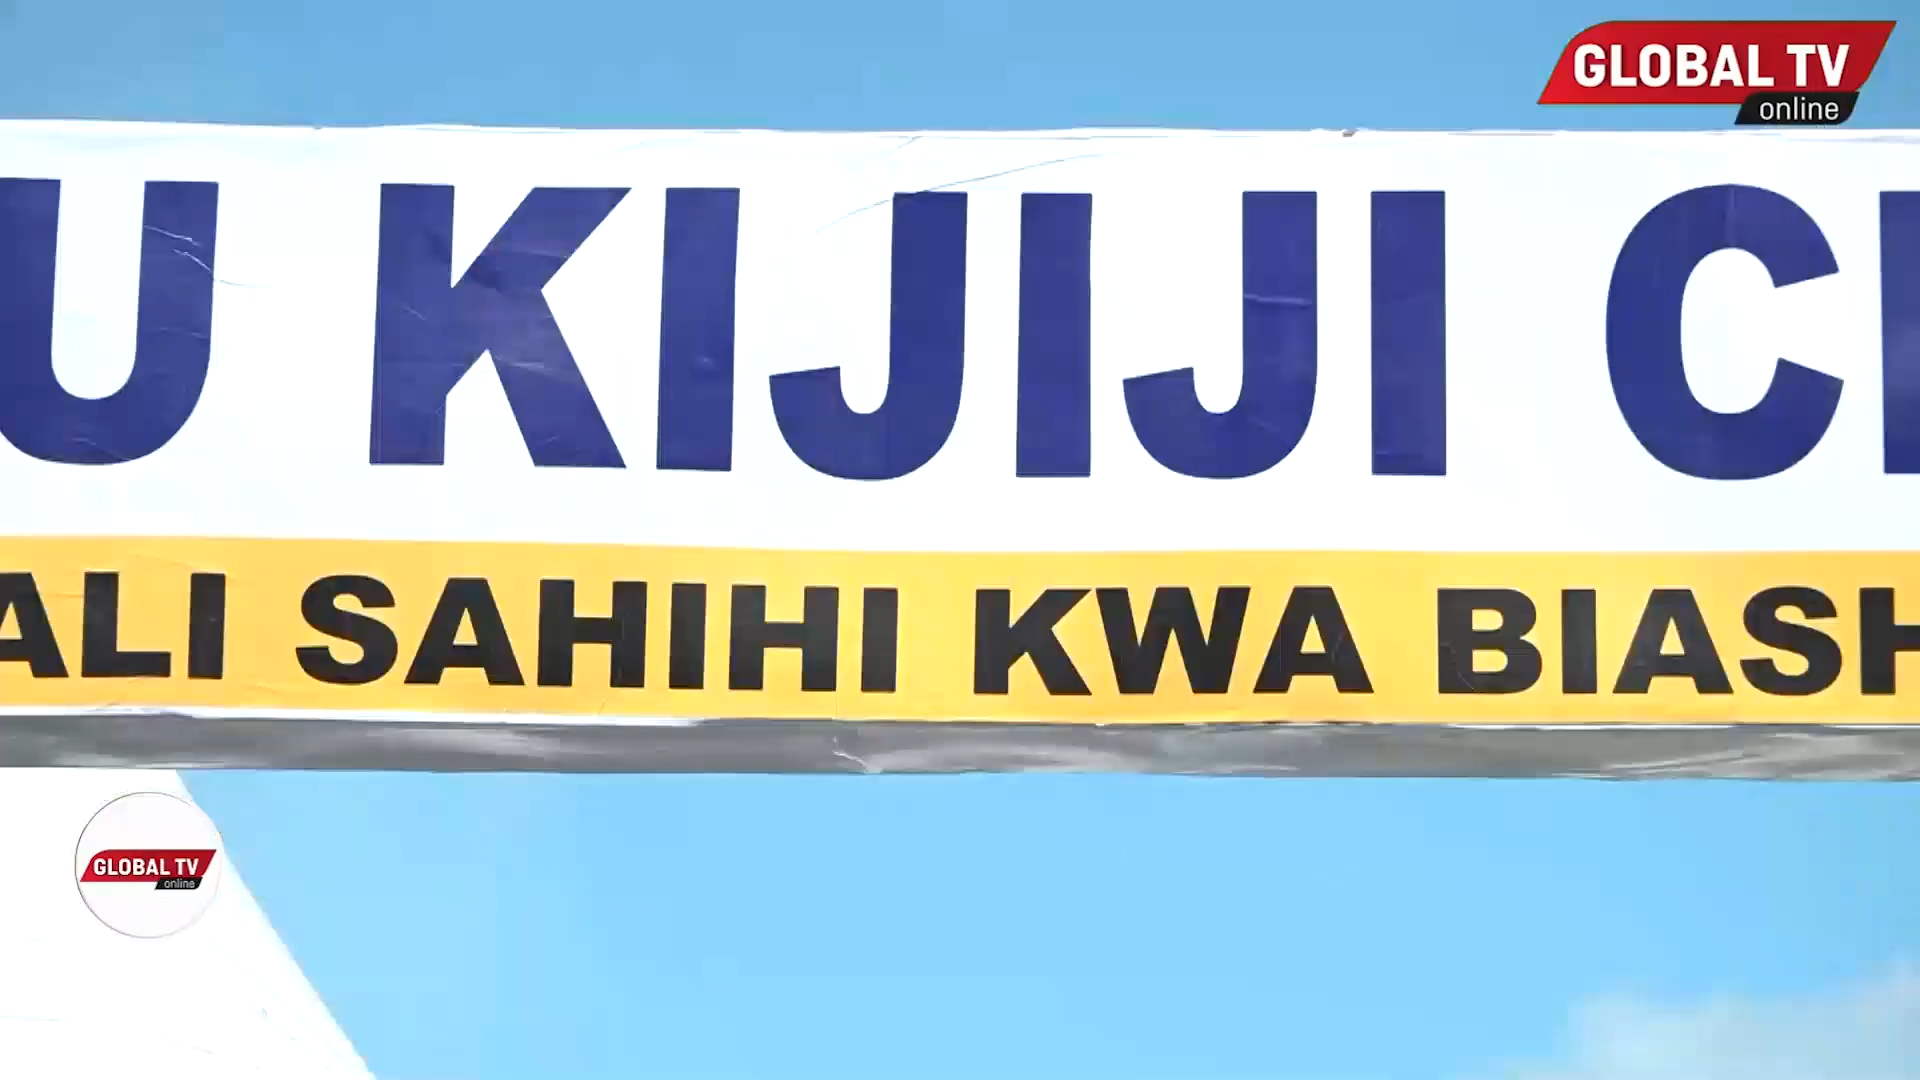 GLOBAL TV
online
U KIJIJI C
ALI SAHIHI KWA BIASH
GLOBAL TV
online